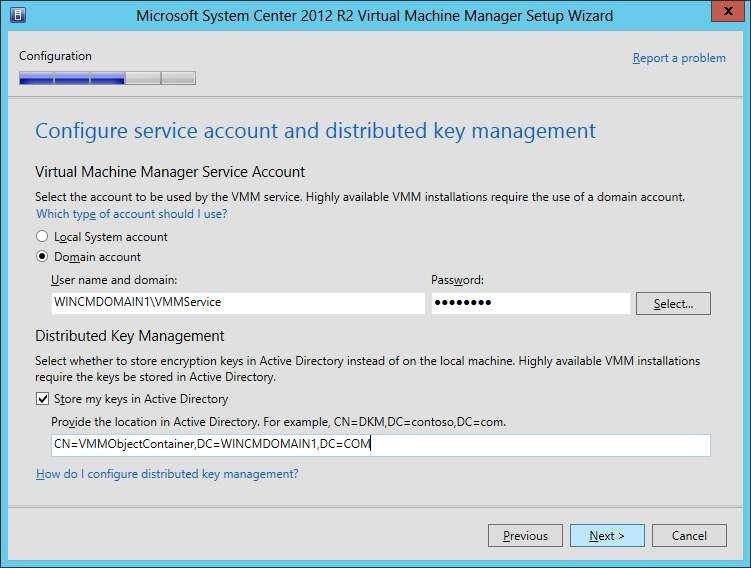 Microsoft System Center 2012 R2 Virtual Machine Manager Setup Wizard
x
Configuration
Report a problem
Configure service account and distributed key management
Virtual Machine Manager Service Account
Select the account to be used by the VMM service. Highly available VMM installations require the use of a domain account.
Which type of account should I use?
Local System account
Domain account
User name and domain:
Password:
WINCMDOMAIN1\VMMService
●●●●●●●●
Select...
Distributed Key Management
Select whether to store encryption keys in Active Directory instead of on the local machine. Highly available VMM installations
require the keys be stored in Active Directory.
Store my keys in Active Directory
Provide the location in Active Directory. For example, CN=DKM,DC=contoso,DC=com.
CN=VMMObjectContainer,DC=WINCMDOMAIN1,DC=COM
How do I configure distributed key management?
Previous
Next >
Cancel